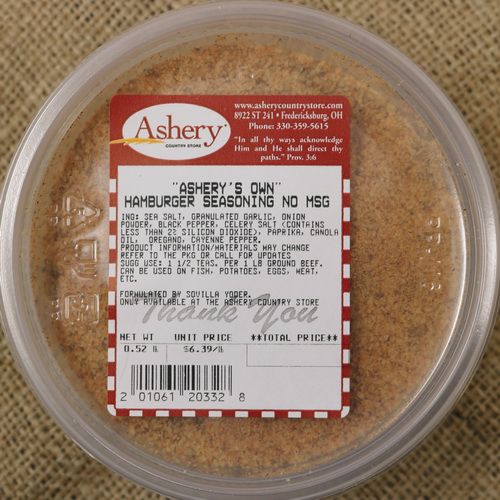 Ashery
COUNTRY STORE
www.asherycountrystore.com
8922 ST 241 • Fredericksburg, OH
Phone: 330-359-5615
"In all thy ways acknowledge
Him and He shall direct thy
paths." Prov. 3:6
"ASHERY'S OWN"
HAMBURGER SEASONING NO MSG
ING: SEA SALT, GRANULATED GARLIC, ONION
POWDER, BLACK PEPPER, CELERY SALT (CONTAINS
LESS THAN 2% SILICON DIOXIDE), PAPRIKA, CANOLA
OIL, OREGANO, CAYENNE PEPPER.
PRODUCT INFORMATION/MATERIALS MAY CHANGE
REFER TO THE PKG OR CALL FOR UPDATES
SUGG USE: 1 1/2 TEAS. PER 1 LB GROUND BEEF.
CAN BE USED ON FISH, POTATOES, EGGS, MEAT,
ETC.
FORMULATED BY SOVILLA YODER.
ONLY AVAILABLE AT THE ASHERY COUNTRY STORE
Thank You
NET WT UNIT PRICE **TOTAL PRICE**
0.52 lb $6.39/lb
2 01061 20332 8